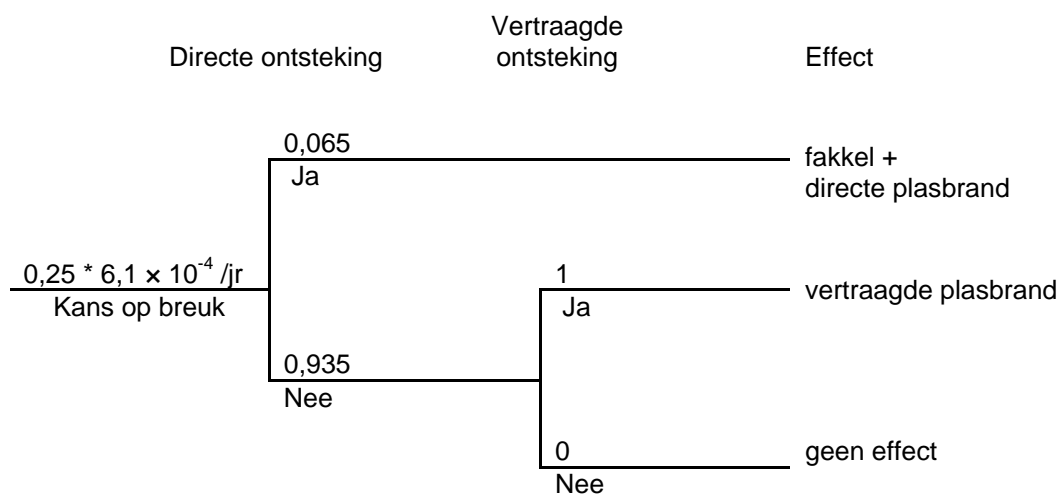 Vertraagde
Directe ontsteking ontsteking Effect
0,065
Ja
fakkel +
directe plasbrand
0,25 * 6,1 × 10⁻⁴ /jr
Kans op breuk
1
Ja
vertraagde plasbrand
0,935
Nee
0
Nee
geen effect